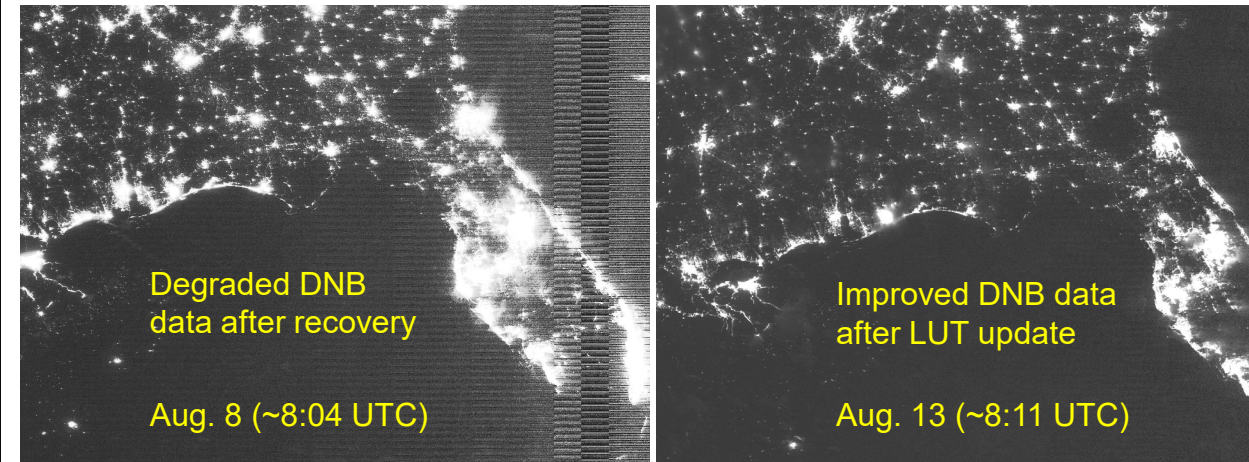 Degraded DNB
data after recovery
Aug. 8 (~8:04 UTC)
Improved DNB data
after LUT update
Aug. 13 (~8:11 UTC)